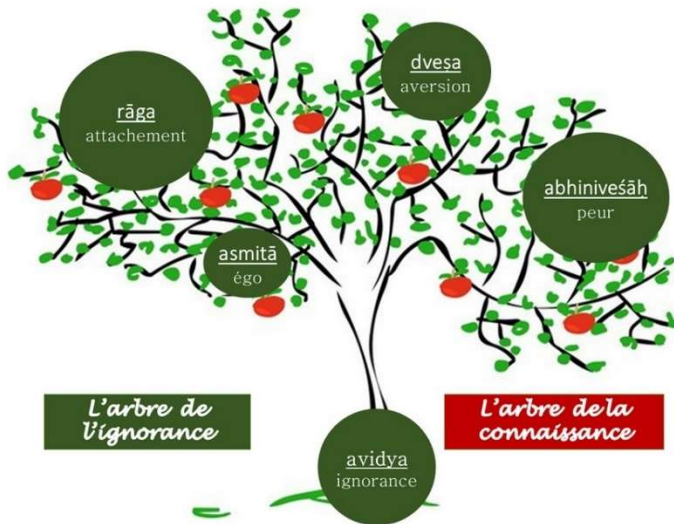 dveṣa
aversion
rāga
attachement
abhiniveśāḥ
peur
asmitā
égo
L'arbre de
l'ignorance
L'arbre de la
connaissance
avidya
ignorance